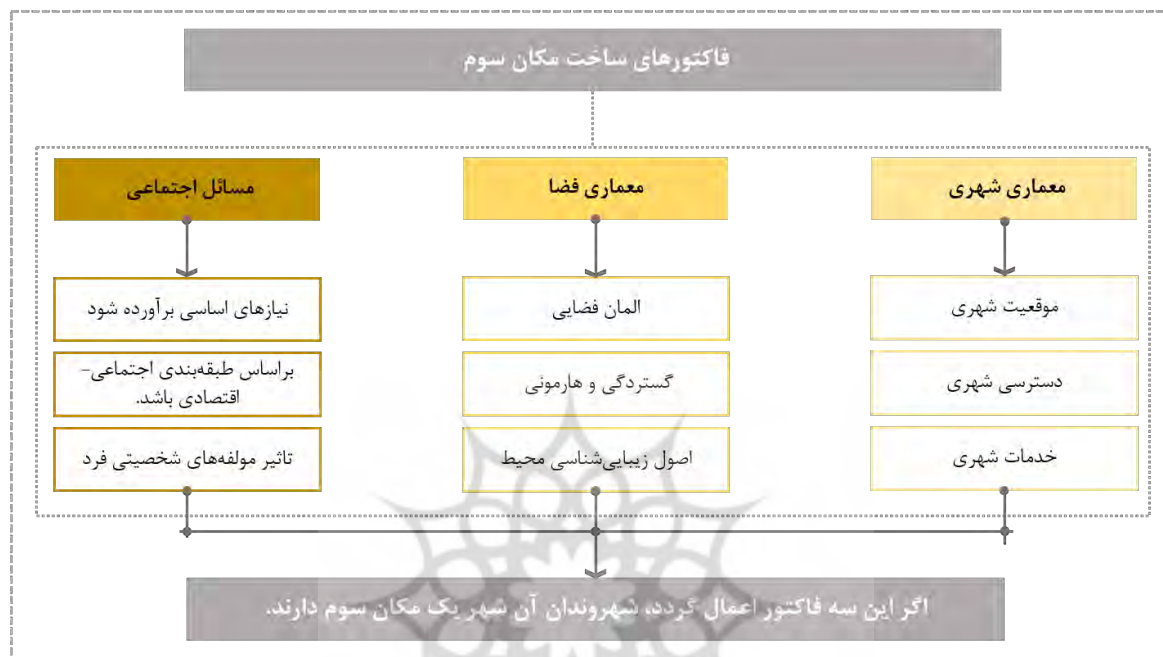 فاکتورهای ساخت مکان سوم
معماری شهری
موقعیت شهری
دسترسی شهری
خدمات شهری
معماری فضا
المان فضایی
گستردگی و هارمونی
اصول زیبایی‌شناسی محیط
مسائل اجتماعی
نیازهای اساسی برآورده شود
براساس طبقه‌بندی اجتماعی-
اقتصادی باشد.
تاثیر مولفه‌های شخصیتی فرد
اگر این سه فاکتور اعمال گردد، شهروندان آن شهر یک مکان سوم دارند.